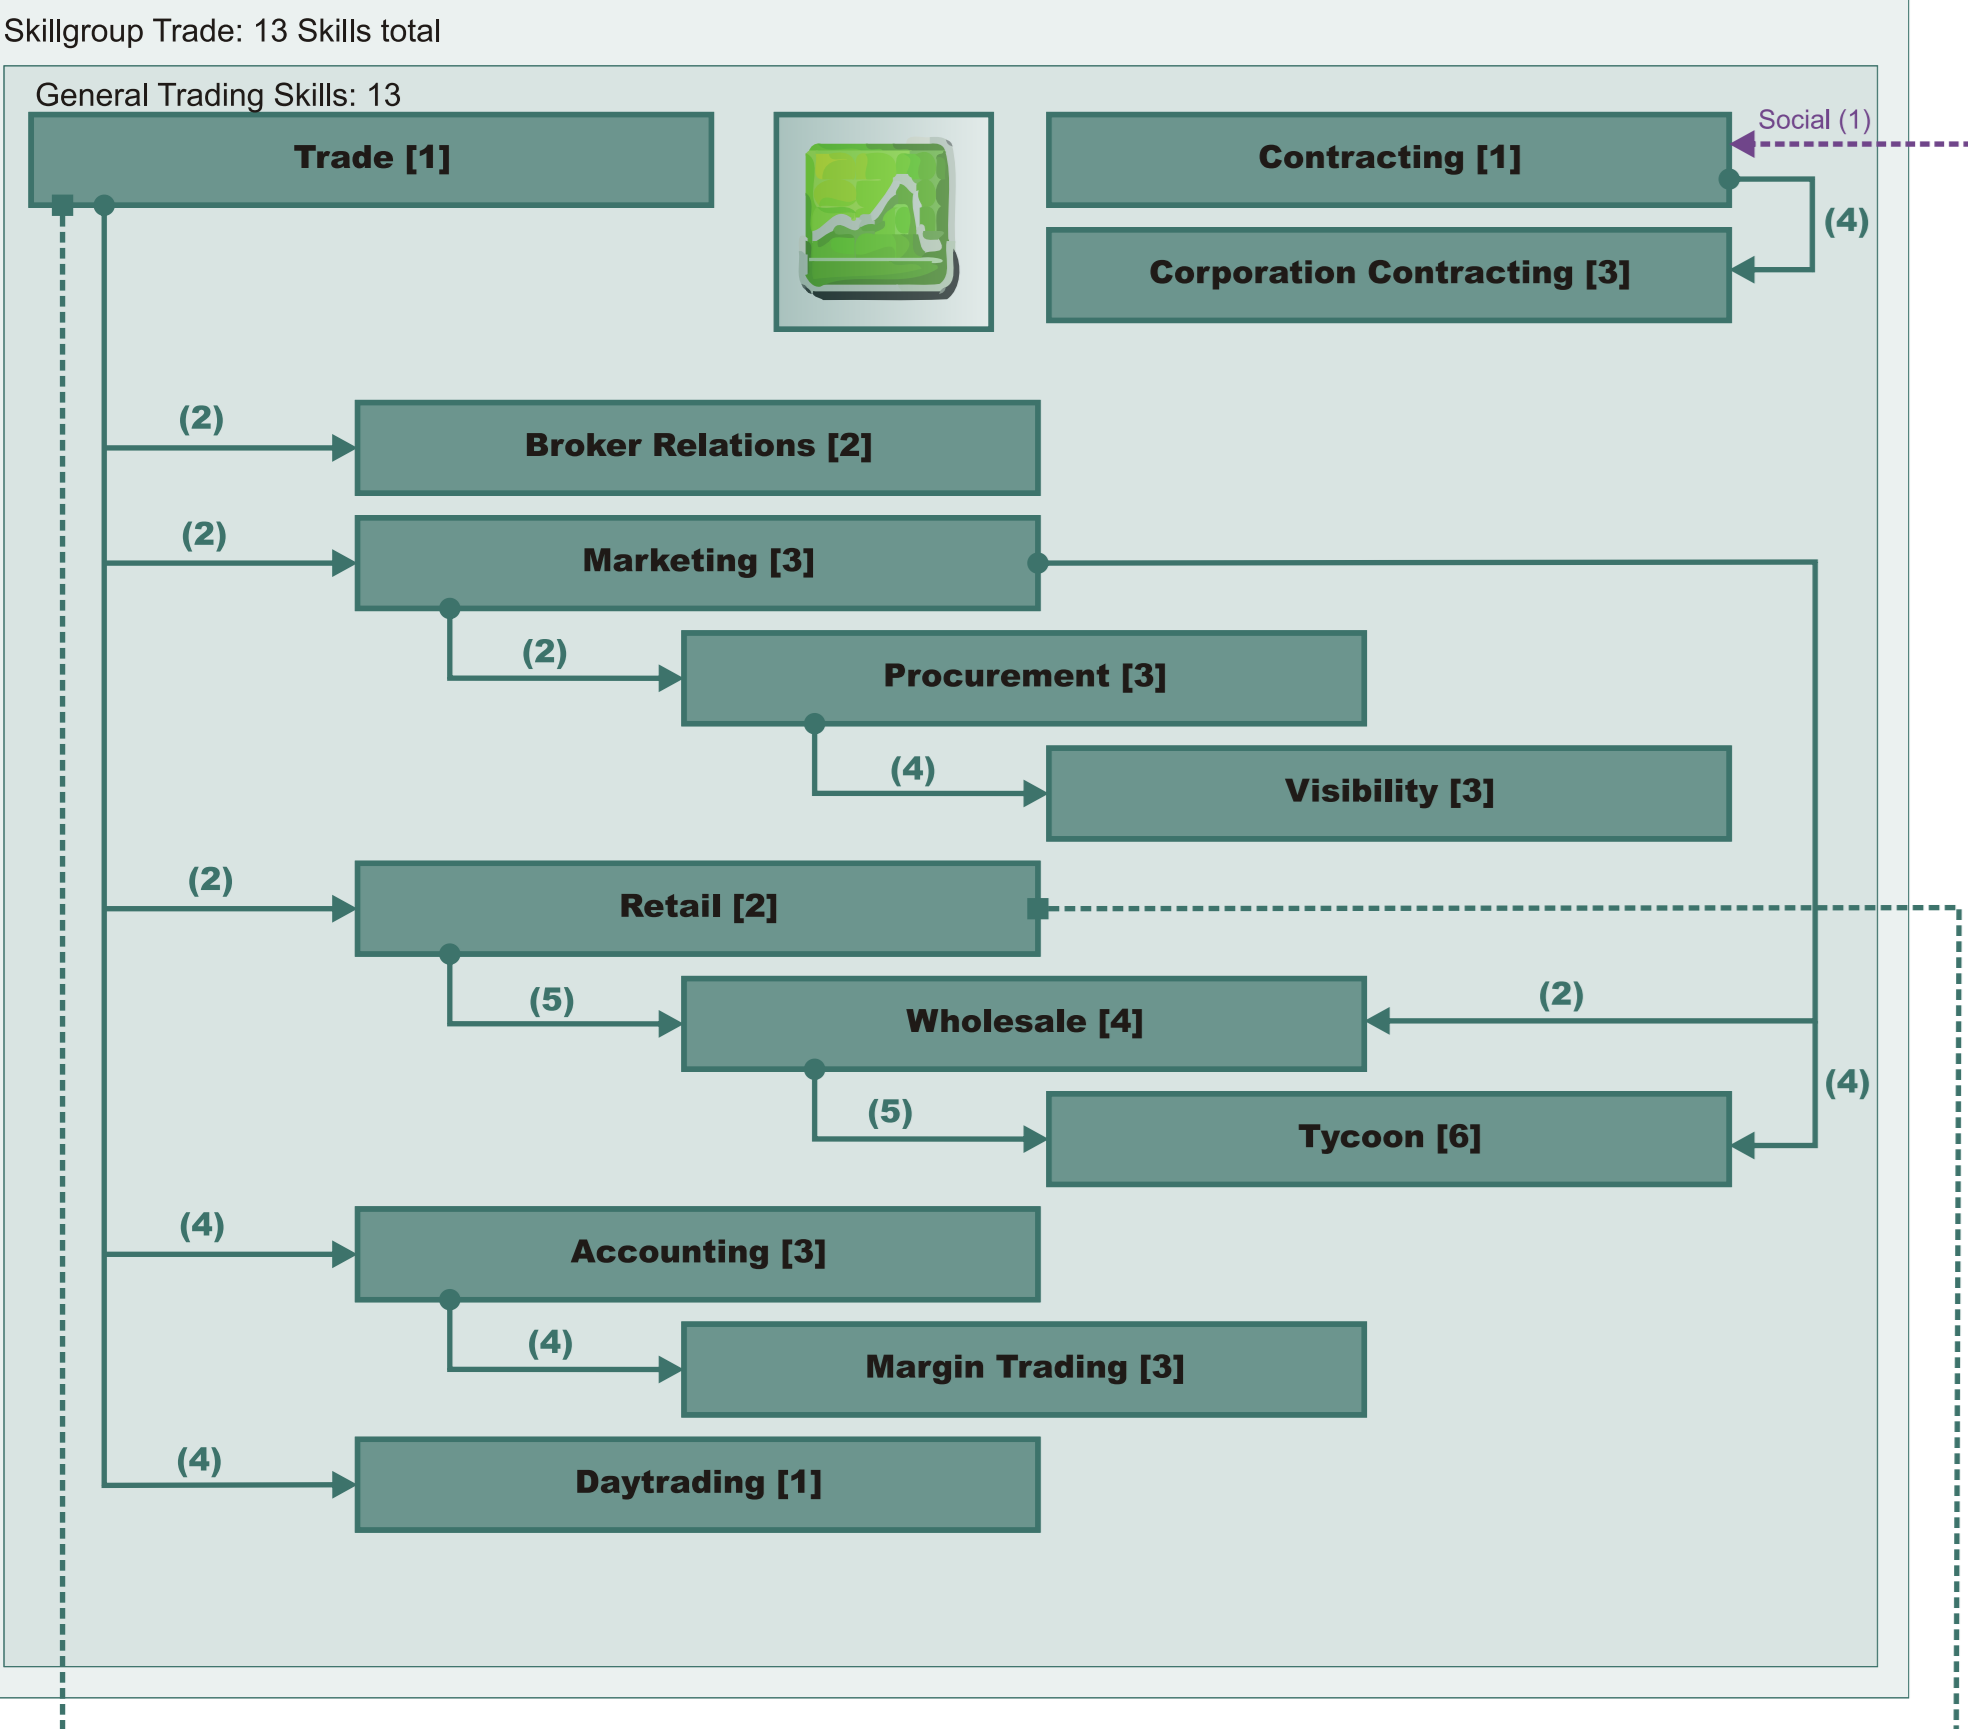 Skillgroup Trade: 13 Skills total
General Trading Skills: 13
Trade [1]
Contracting [1]
Social (1)
(4)
Corporation Contracting [3]
(2)
Broker Relations [2]
(2)
Marketing [3]
(2)
Procurement [3]
(4)
Visibility [3]
(2)
Retail [2]
(5)
Wholesale [4]
(2)
(4)
(5)
Tycoon [6]
(4)
Accounting [3]
(4)
Margin Trading [3]
(4)
Daytrading [1]